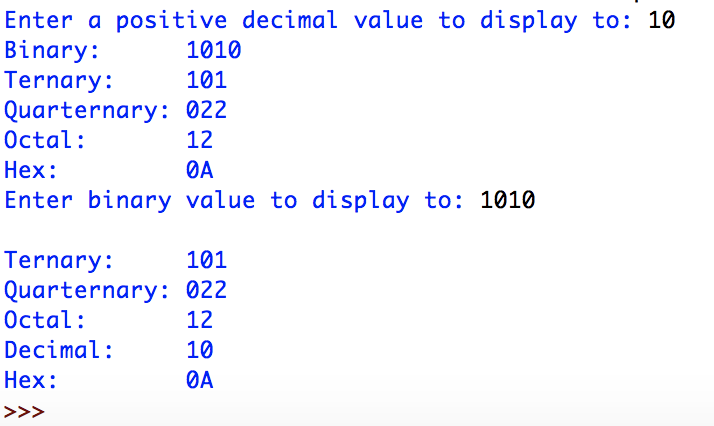 Enter a positive decimal value to display to: 10
Binary: 1010
Ternary: 101
Quarternary: 022
Octal: 12
Hex: 0A
Enter binary value to display to: 1010
Ternary: 101
Quarternary: 022
Octal: 12
Decimal: 10
Hex: 0A
>>>